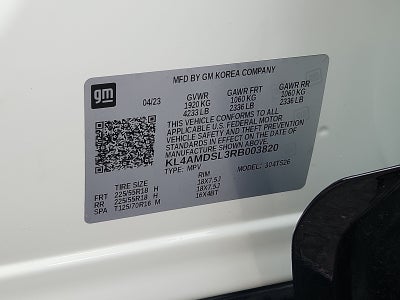 MFD BY GM KOREA COMPANY
gm
04/23 GVWR GAWR FRT GAWR RR
1920 KG 1060 KG 1060 KG
4233 LB 2336 LB 2336 LB
THIS VEHICLE CONFORMS TO ALL
APPLICABLE U.S. FEDERAL MOTOR
VEHICLE SAFETY AND THEFT PREVENTION
STANDARDS IN EFFECT ON THE DATE OF
MANUFACTURE SHOWN ABOVE.
KL4AMDSL3RB003820
TYPE: MPV MODEL: 304TS26
TIRE SIZE RIM
FRT 225/55R18 H 18X7.5J
RR 225/55R18 H 18X7.5J
SPA T125/70R16 M 16X4BT